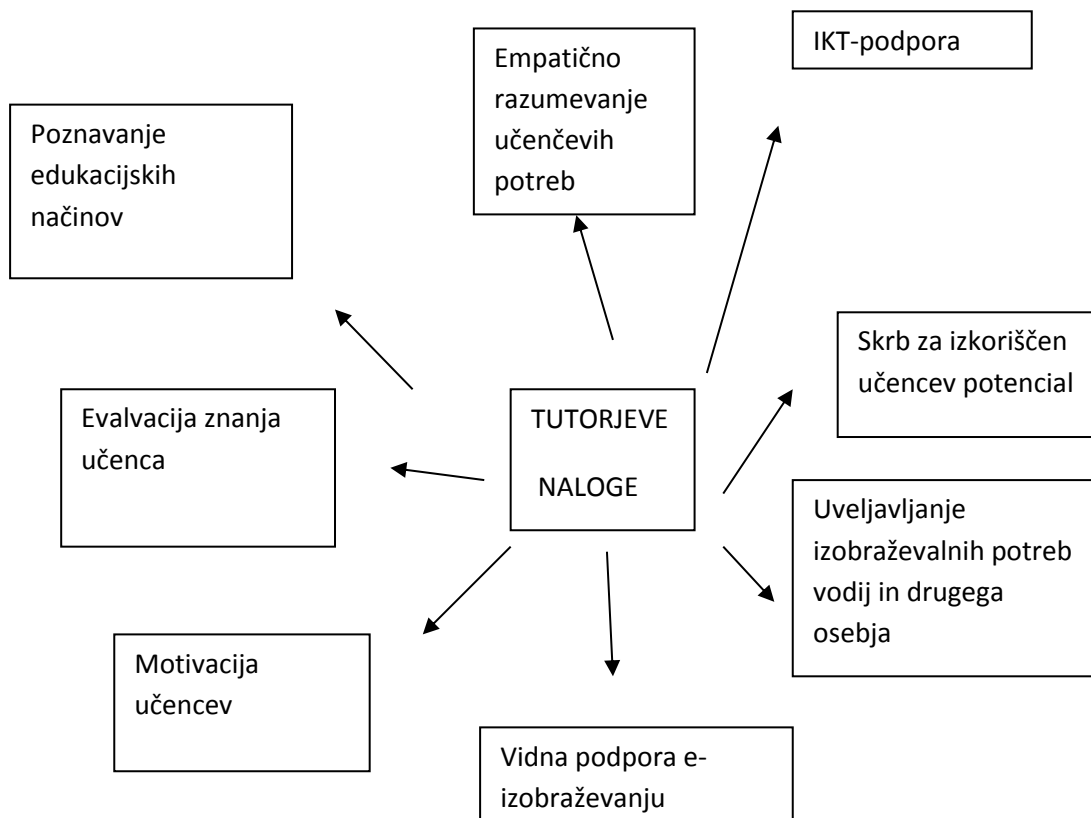 IKT-podpora
Empatično
razumevanje
učenčevih
potreb
Poznavanje
edukacijskih
načinov
Skrb za izkoriščen
učencev potencial
Evalvacija znanja
učenca
TUTORJEVE
NALOGE
Uveljavljanje
izobraževalnih potreb
vodij in drugega
osebja
Motivacija
učencev
Vidna podpora e-
izobraževanju